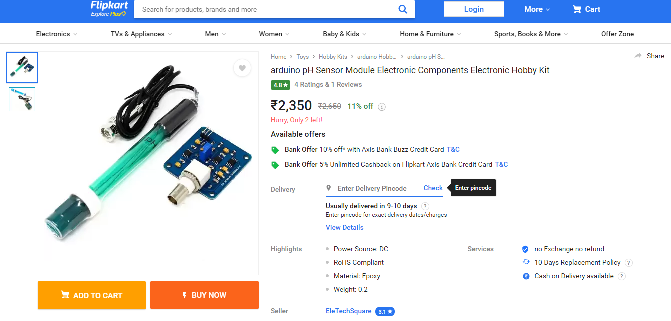 Flipkart
Explore Plus
Search for products, brands and more
Login
More
Cart
Electronics
TVs & Appliances
Men
Women
Baby & Kids
Home & Furniture
Sports, Books & More
Offer Zone
Home > Toys > Hobby Kits > arduino Hobb... > arduino pH S...
Share
arduino pH Sensor Module Electronic Components Electronic Hobby Kit
4.8 ★ 4 Ratings & 1 Reviews
₹2,350 ₹2,650 11% off
Hurry, Only 2 left!
Available offers
Bank Offer 10% off* with Axis Bank Buzz Credit Card T&C
Bank Offer 5% Unlimited Cashback on Flipkart Axis Bank Credit Card T&C
Delivery
Enter Delivery Pincode
Check
Enter pincode
Usually delivered in 9-10 days ?
Enter pincode for exact delivery dates/charges
View Details
Highlights
Power Source: DC
RoHS Compliant
Material: Epoxy
Weight: 0.2
Services
no Exchange no refund
10 Days Replacement Policy ?
Cash on Delivery available ?
ADD TO CART
BUY NOW
Seller
EleTechSquare 3.1 ★